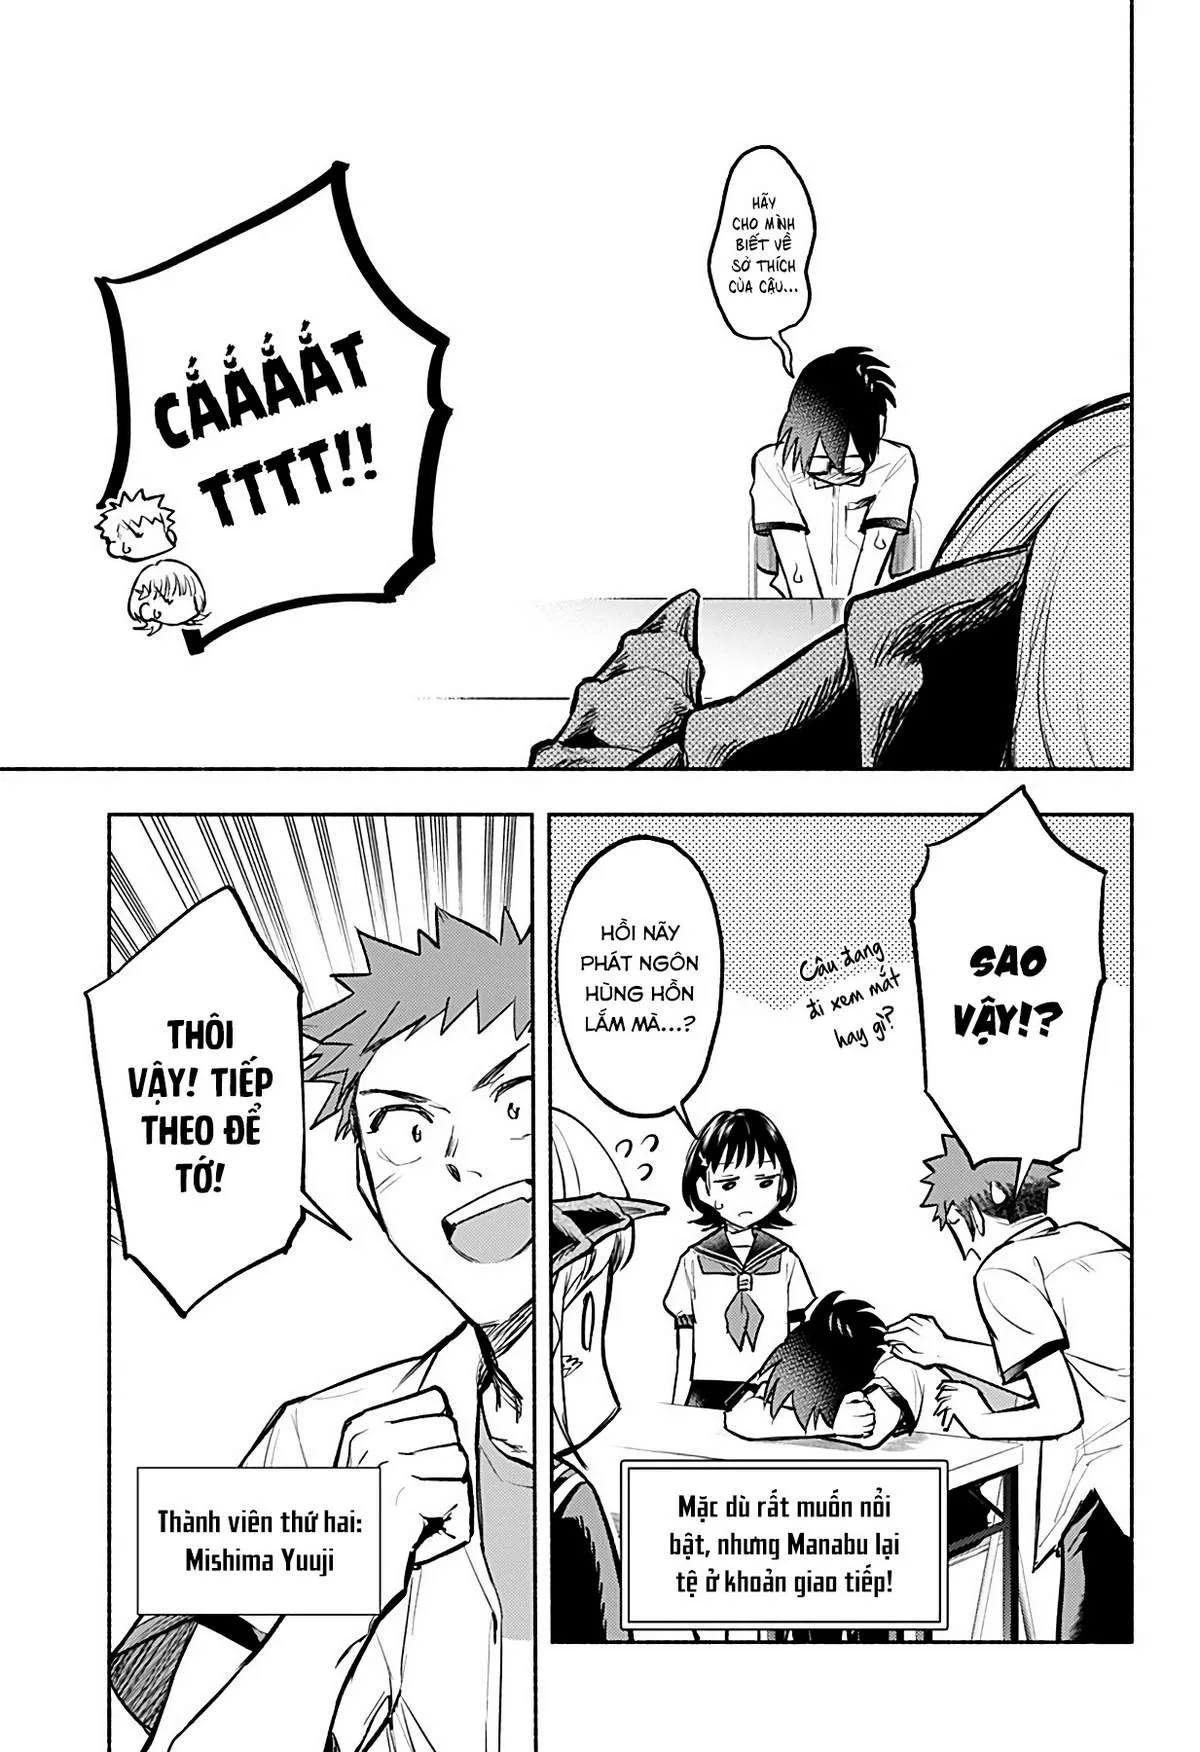 HÃY
CHO MÌNH
BIẾT VỀ
SỞ THÍCH
CỦA CẬU...
CẮẮẮẮT
TTTT!!
SAO
VẬY!?
Cậu đang
đi xem mắt
hay gì?
HỒI NÃY
PHÁT NGÔN
HÙNG HỒN
LẮM MÀ...?
Mặc dù rất muốn nổi
bật, nhưng Manabu lại
tệ ở khoản giao tiếp!
THÔI
VẬY! TIẾP
THEO ĐỂ
TỚ!
Thành viên thứ hai:
Mishima Yuuji